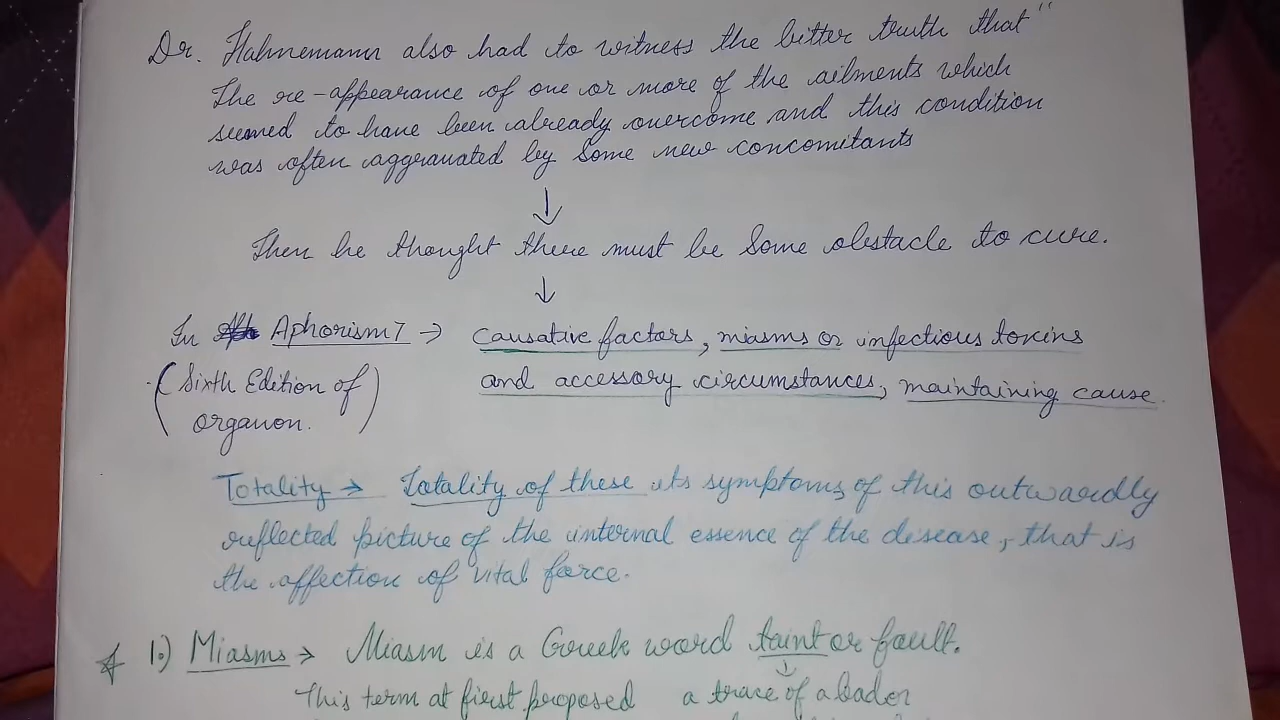 Dr. Hahnemann also had to witness the bitter truth that "
The re-appearance of one or more of the ailments which
seemed to have been already overcome and this condition
was often aggravated by some new concomitants
↓
Then he thought there must be some obstacle to cure.
↓
In Aphorism 7 → causative factors, miasms or infectious toxins
(Sixth Edition of organon.) and accessory circumstances, maintaining cause.
Totality → Totality of these its symptoms, of this outwardly
reflected picture of the internal essence of the disease, that is
the affection of vital force.
1.) Miasms → Miasm is a Greek word taint or fault.
↓
This term at first proposed a trace of a bad or